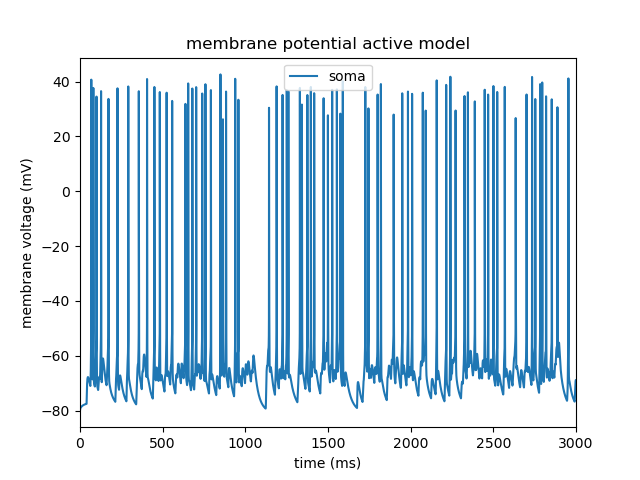 membrane potential active model
soma
membrane voltage (mV)
40
20
0
−20
−40
−60
−80
0 500 1000 1500 2000 2500 3000
time (ms)